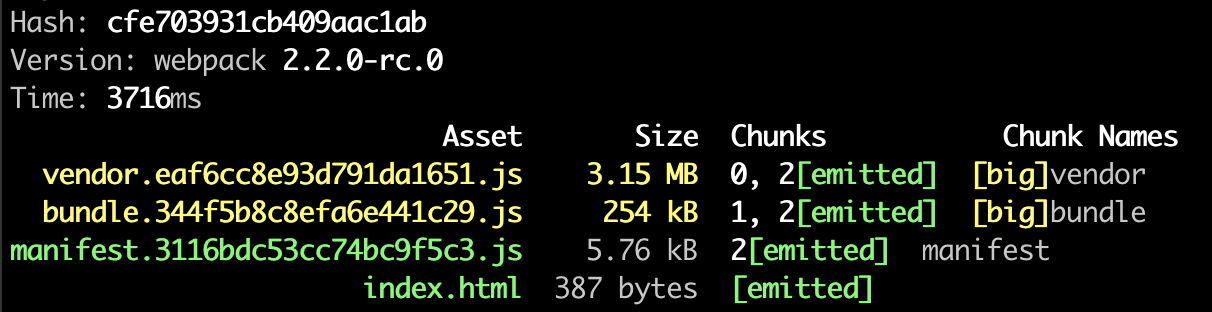 Hash: cfe703931cb409aac1ab
Version: webpack 2.2.0-rc.0
Time: 3716ms
Asset Size Chunks Chunk Names
vendor.eaf6cc8e93d791da1651.js 3.15 MB 0, 2[emitted] [big]vendor
bundle.344f5b8c8efa6e441c29.js 254 kB 1, 2[emitted] [big]bundle
manifest.3116bdc53cc74bc9f5c3.js 5.76 kB 2[emitted] manifest
index.html 387 bytes [emitted]